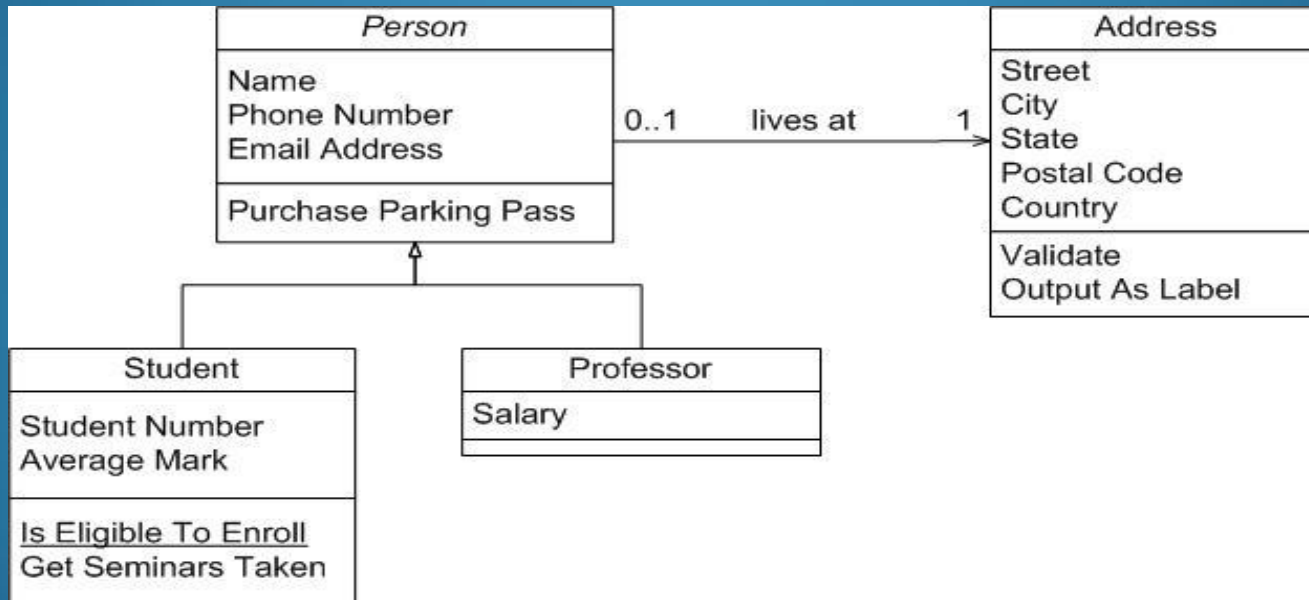 Person
Name
Phone Number
Email Address
Purchase Parking Pass
0..1 lives at 1
Address
Street
City
State
Postal Code
Country
Validate
Output As Label
Student
Student Number
Average Mark
Is Eligible To Enroll
Get Seminars Taken
Professor
Salary